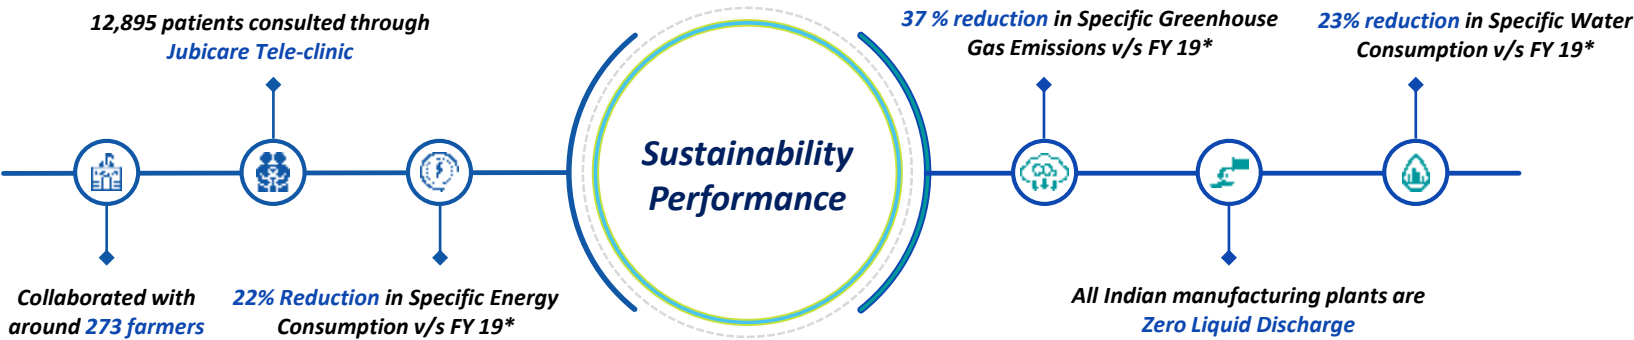 12,895 patients consulted through
Jubicare Tele-clinic
Collaborated with
around 273 farmers
22% Reduction in Specific Energy
Consumption v/s FY 19*
Sustainability
Performance
37 % reduction in Specific Greenhouse
Gas Emissions v/s FY 19*
CO₂
All Indian manufacturing plants are
Zero Liquid Discharge
23% reduction in Specific Water
Consumption v/s FY 19*